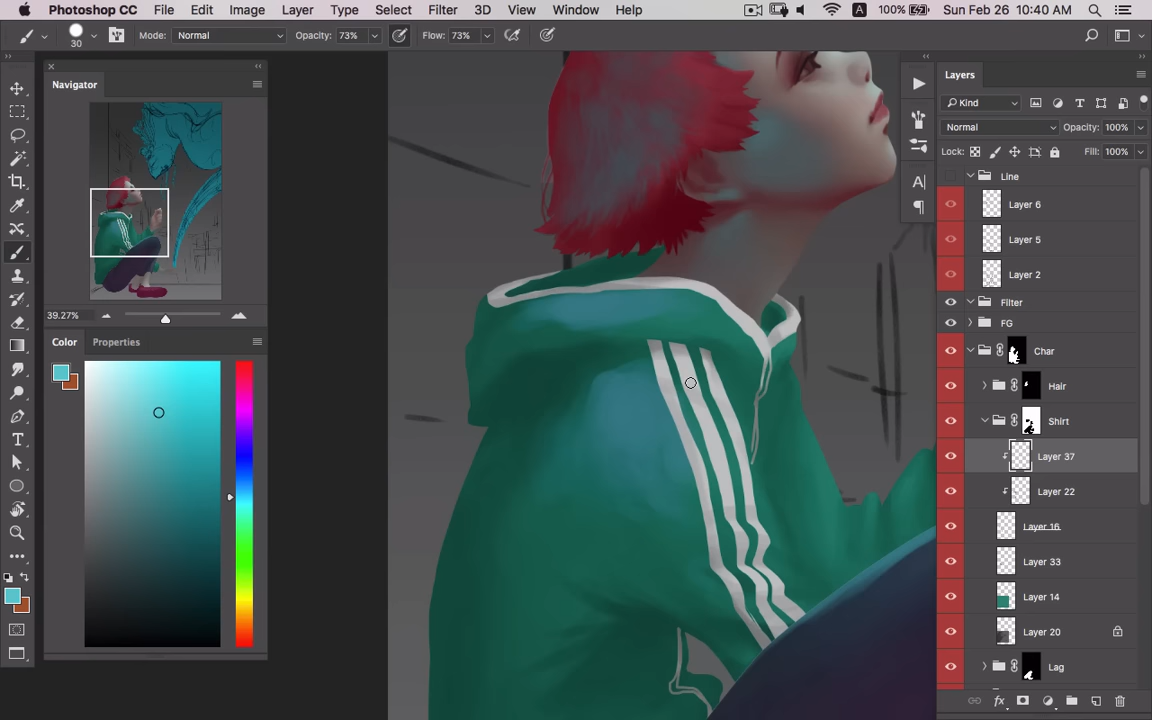 Photoshop CC File Edit Image Layer Type Select Filter 3D View Window Help A 100% Sun Feb 26 10:40 AM
30 Mode: Normal Opacity: 73% Flow: 73%
Navigator
39.27%
Color Properties
Layers
Kind
Normal Opacity: 100%
Lock: Fill: 100%
Line
Layer 6
Layer 5
Layer 2
Filter
FG
Char
Hair
Shirt
Layer 37
Layer 22
Layer 16
Layer 33
Layer 14
Layer 20
Lag